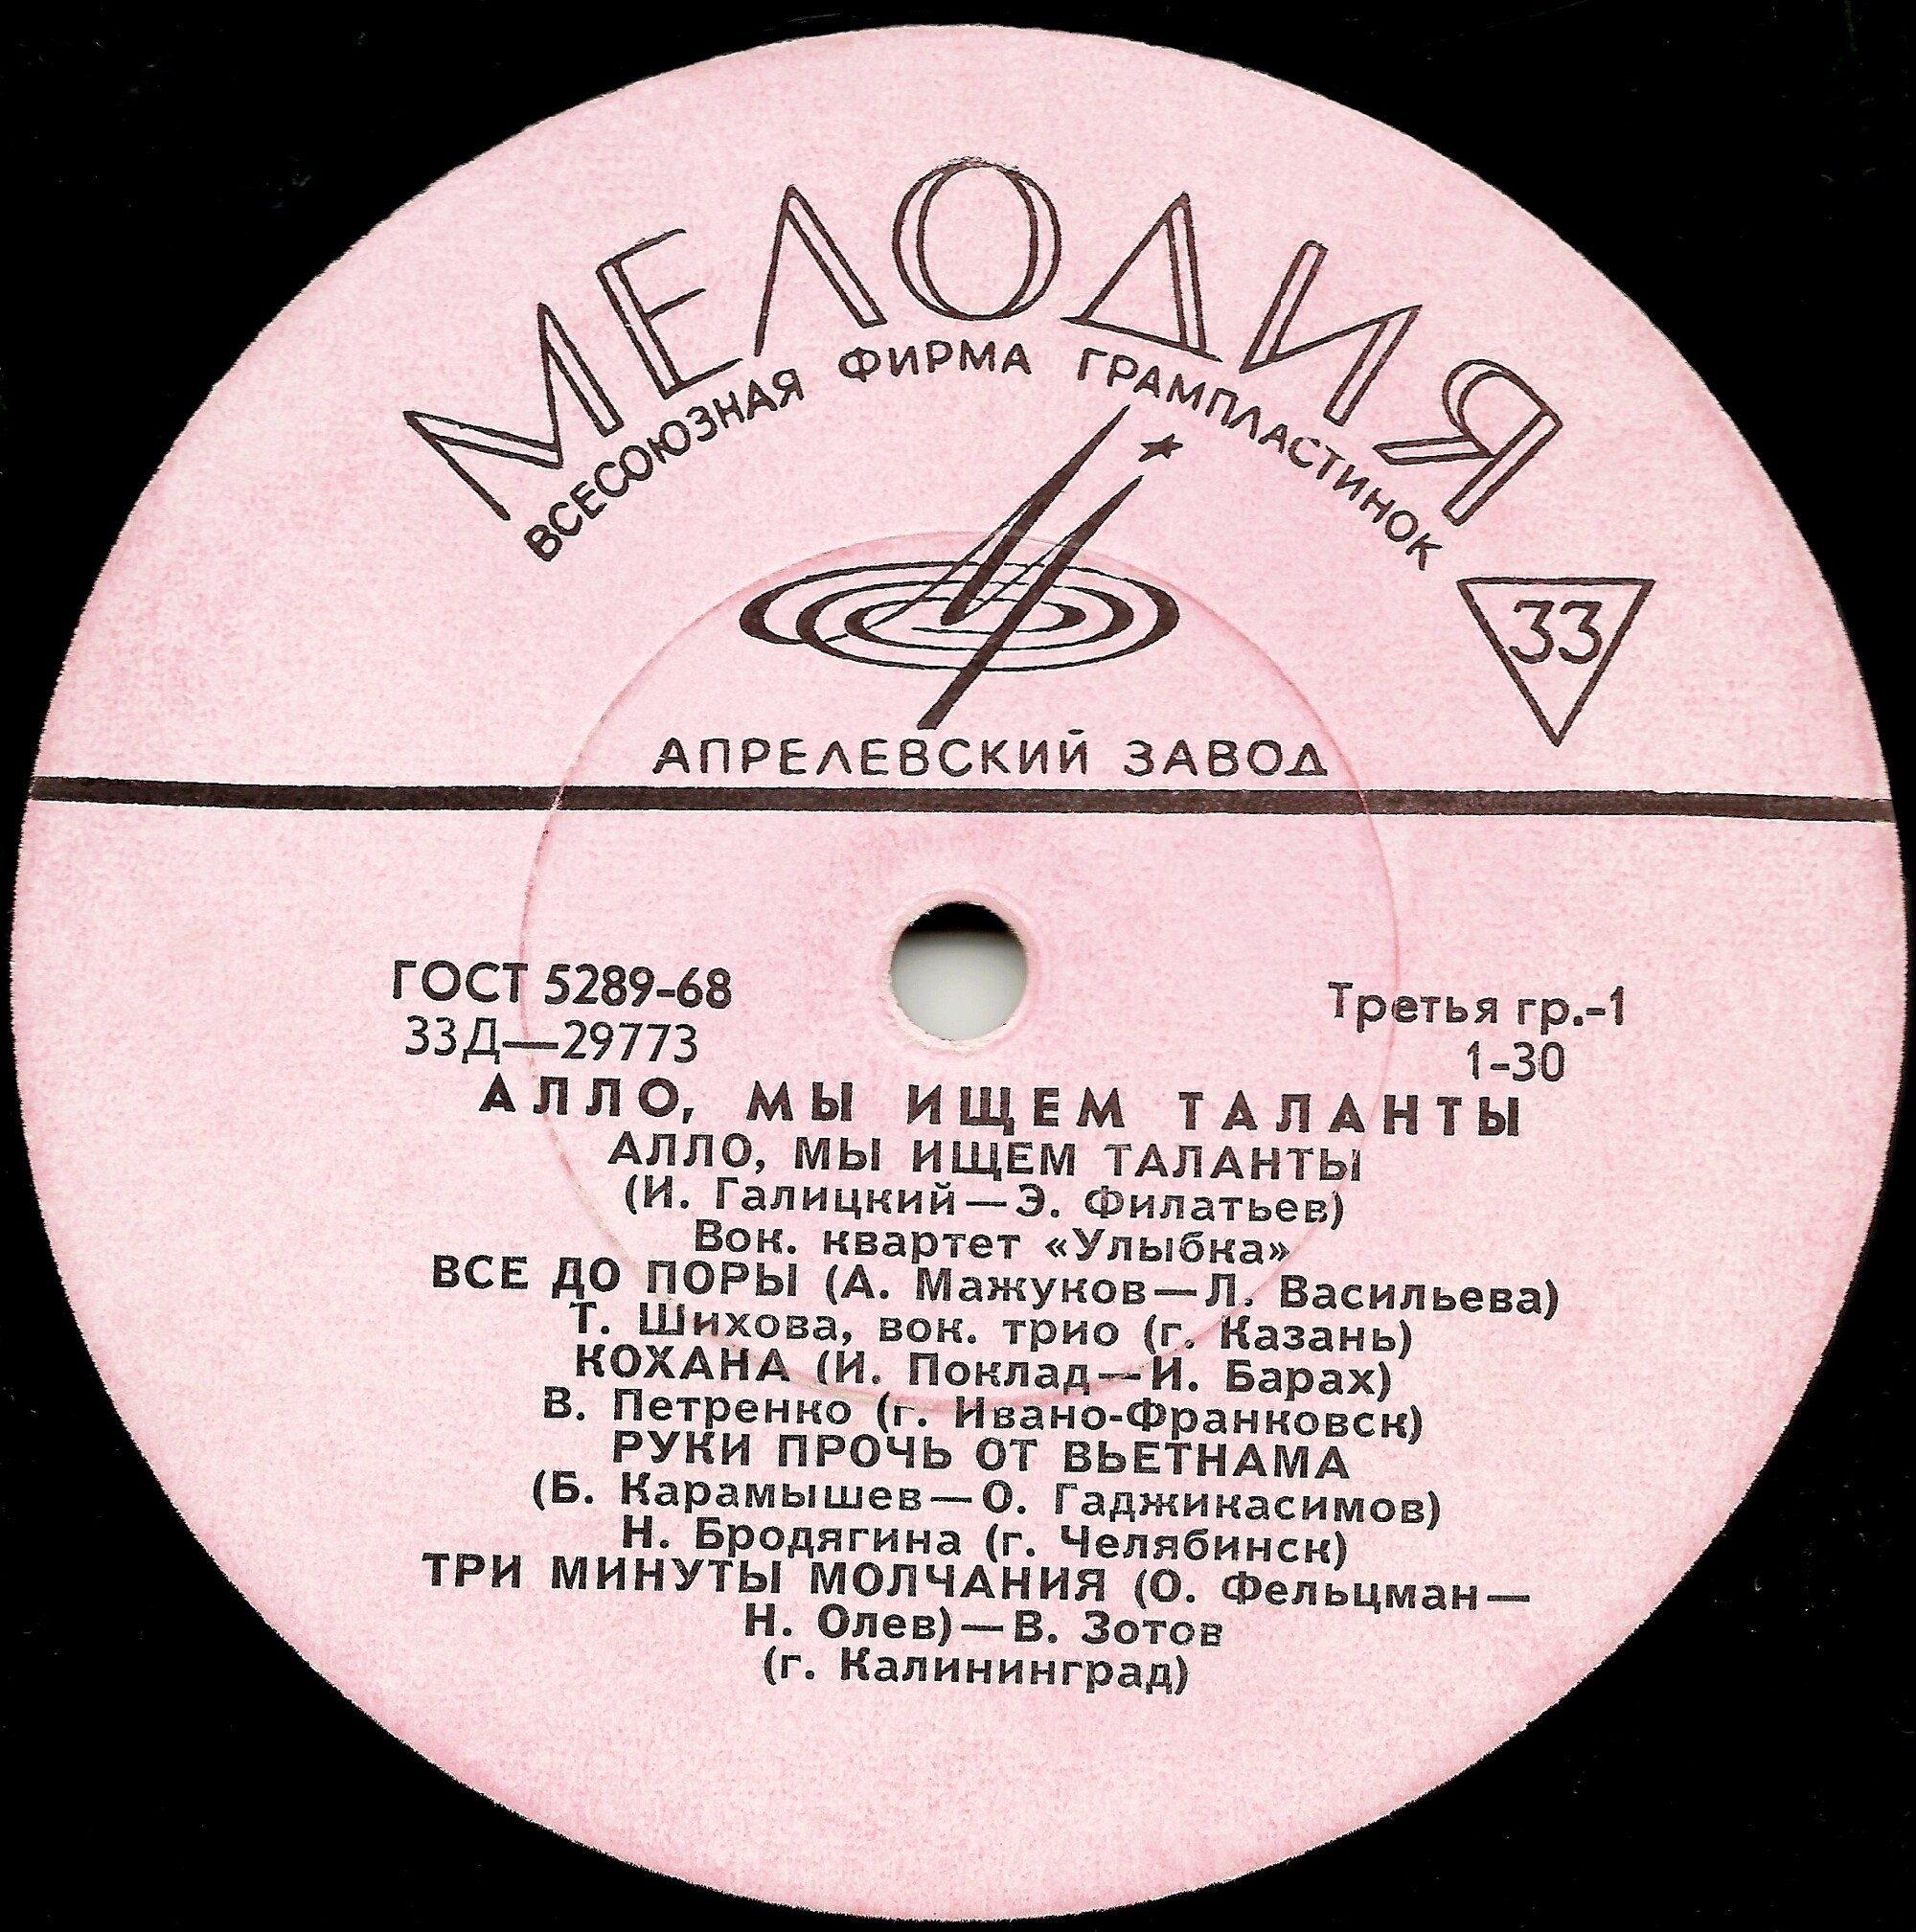 МЕЛОДИЯ
ВСЕСОЮЗНАЯ ФИРМА ГРАМПЛАСТИНОК
33
АПРЕЛЕВСКИЙ ЗАВОД
ГОСТ 5289-68
33Д—29773
Третья гр.-1
1-30
АЛЛО, МЫ ИЩЕМ ТАЛАНТЫ
АЛЛО, МЫ ИЩЕМ ТАЛАНТЫ
(И. Галицкий—Э. Филатьев)
Вок. квартет «Улыбка»
ВСЕ ДО ПОРЫ (А. Мажуков—Л. Васильева)
Т. Шихова, вок. трио (г. Казань)
КОХАНА (И. Поклад—И. Барах)
В. Петренко (г. Ивано-Франковск)
РУКИ ПРОЧЬ ОТ ВЬЕТНАМА
(Б. Карамышев—О. Гаджикасимов)
Н. Бродягина (г. Челябинск)
ТРИ МИНУТЫ МОЛЧАНИЯ (О. Фельцман—
Н. Олев)—В. Зотов
(г. Калининград)